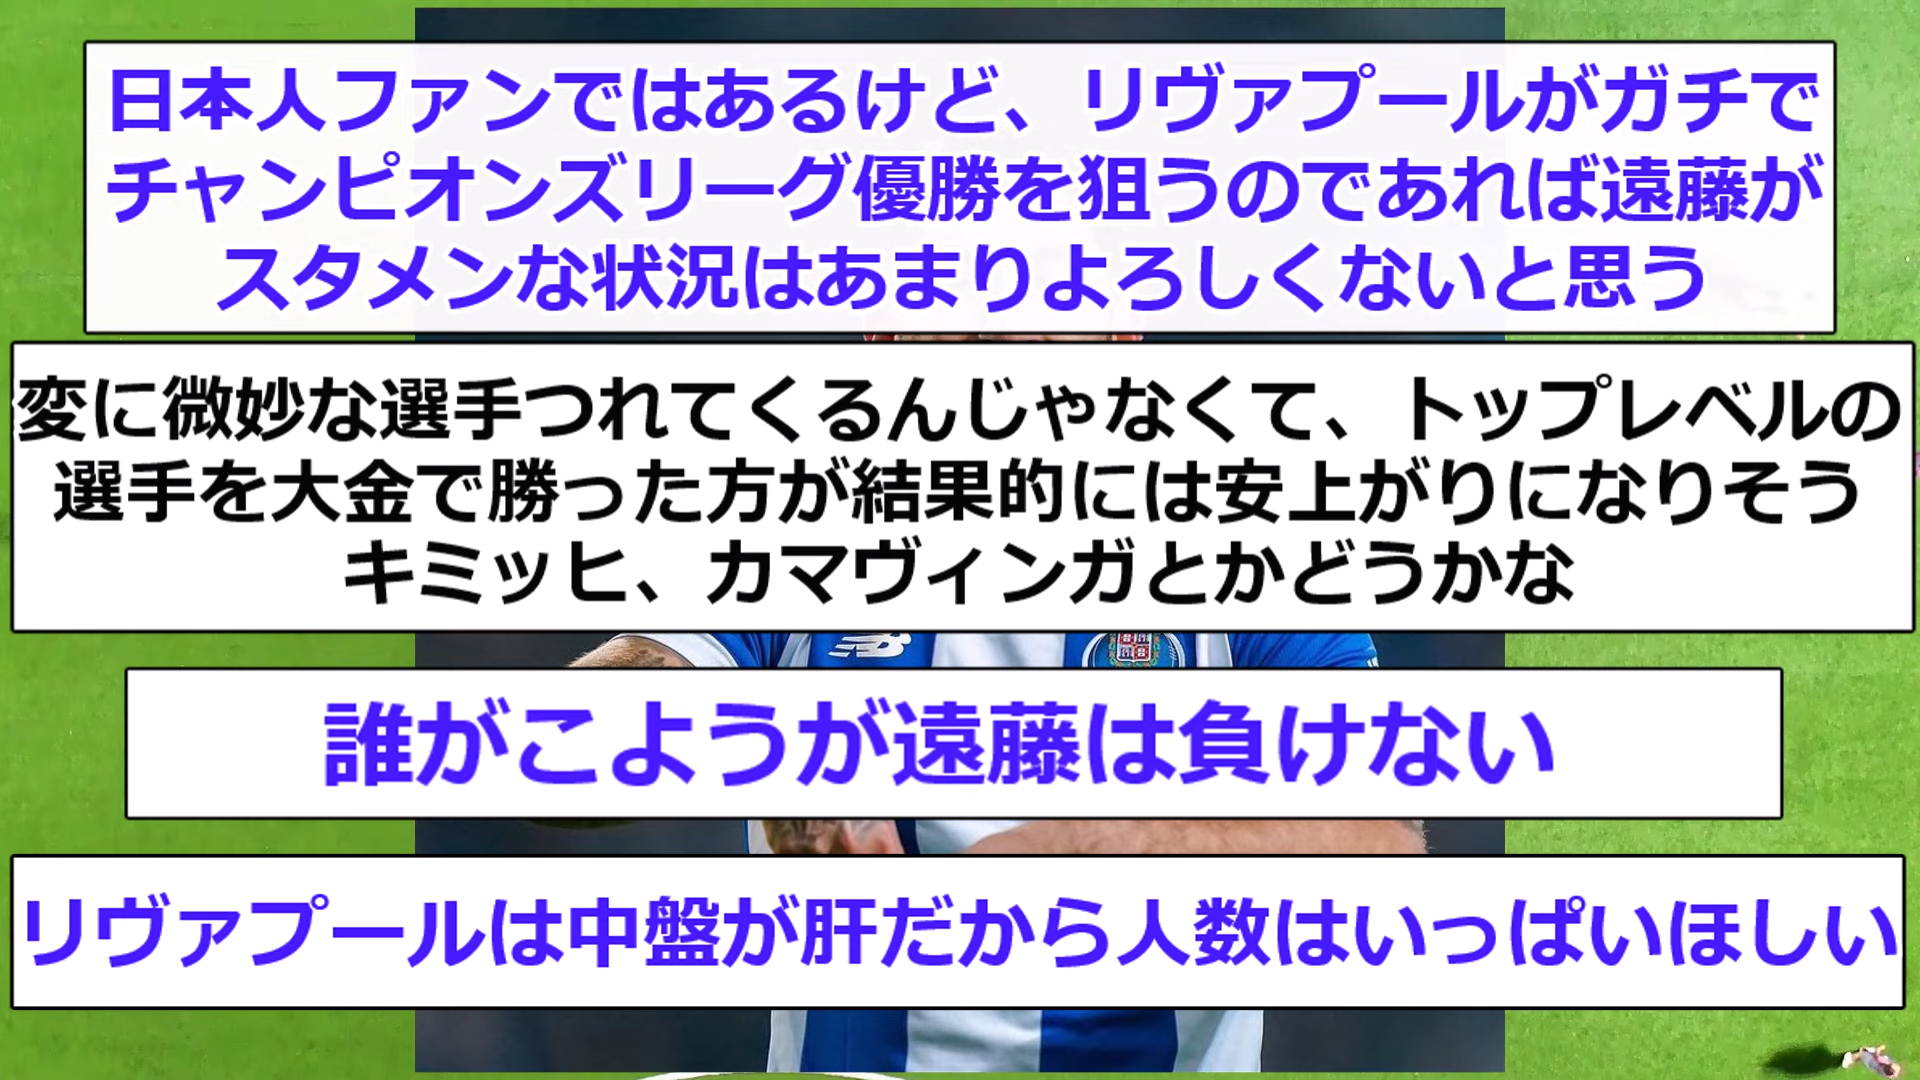 日本人ファンではあるけど、リヴァプールがガチで
チャンピオンズリーグ優勝を狙うのであれば遠藤が
スタメンな状況はあまりよろしくないと思う
変に微妙な選手つれてくるんじゃなくて、トップレベルの
選手を大金で勝った方が結果的には安上がりになりそう
キミッヒ、カマヴィンガとかどうかな
誰がこようが遠藤は負けない
リヴァプールは中盤が肝だから人数はいっぱいほしい